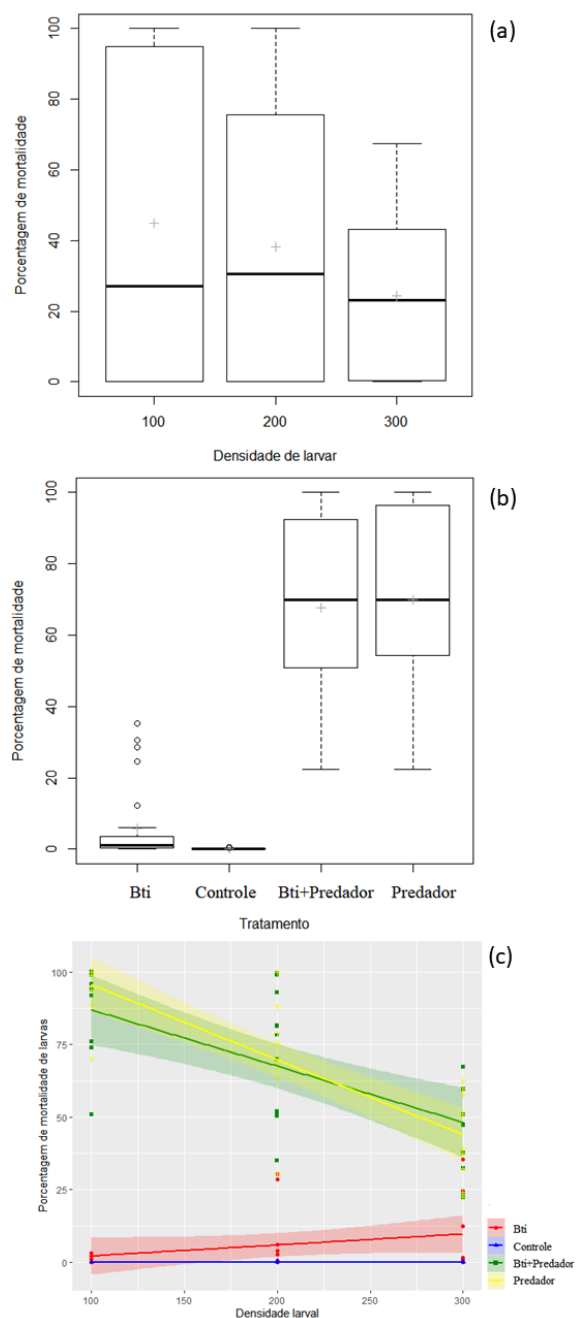 (a)
Porcentagem de mortalidade
100
80
60
40
20
0
100 200 300
Densidade de larvar
(b)
Porcentagem de mortalidade
100
80
60
40
20
0
Bti Controle Bti+Predador Predador
Tratamento
(c)
Porcentagem de mortalidade de larvas
100
75
50
25
0
100 150 200 250 300
Densidade larval
Bti
Controle
Bti+Predador
Predador